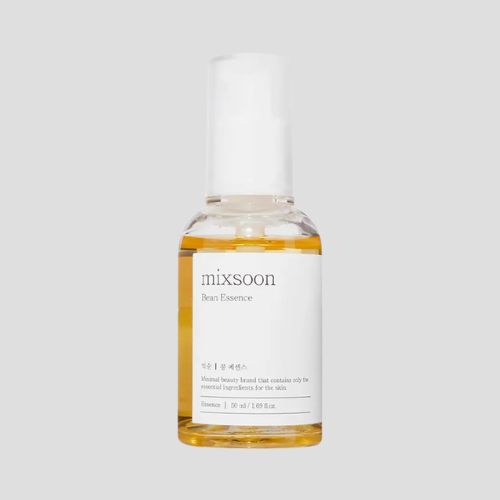 mixsoon
Bean Essence
믹순 | 콩 에센스
Minimal beauty brand that contains only the
essential ingredients for the skin
Essence | 50 ml / 1.69 fl.oz.